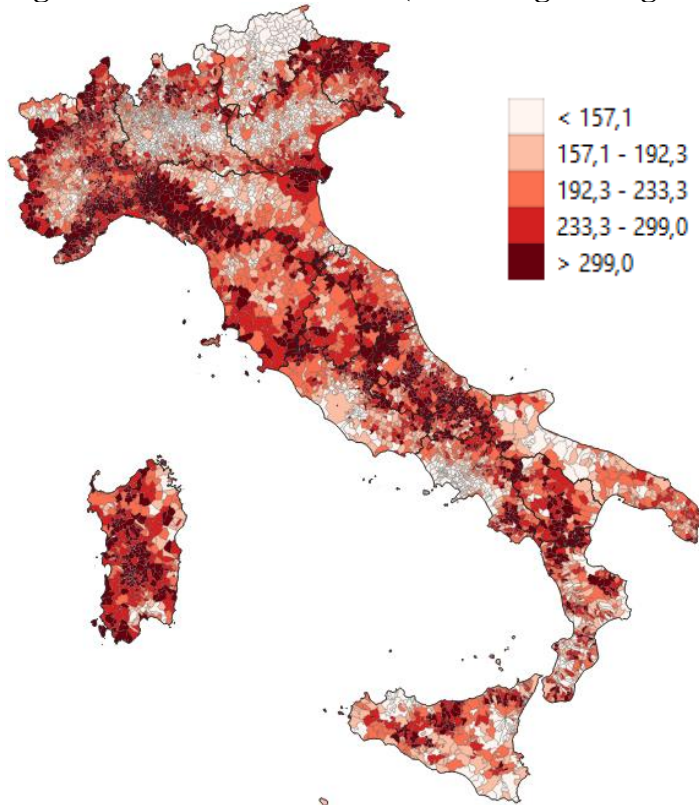 < 157,1
157,1 - 192,3
192,3 - 233,3
233,3 - 299,0
> 299,0